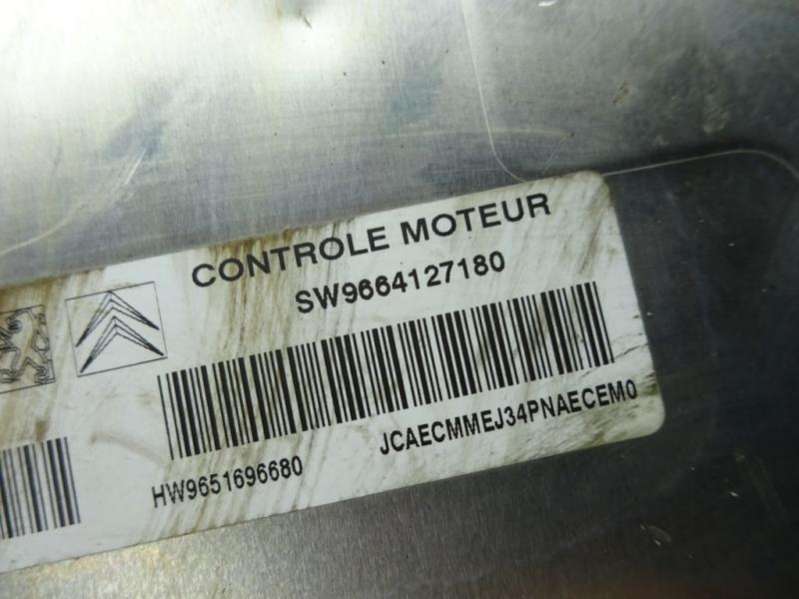 CONTROLE MOTEUR
SW9664127180
JCAECMMEJ34PNAECEM0
HW9651696680